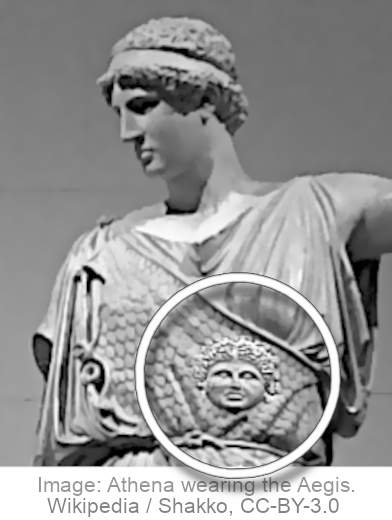 Image: Athena wearing the Aegis.
Wikipedia / Shakko, CC-BY-3.0